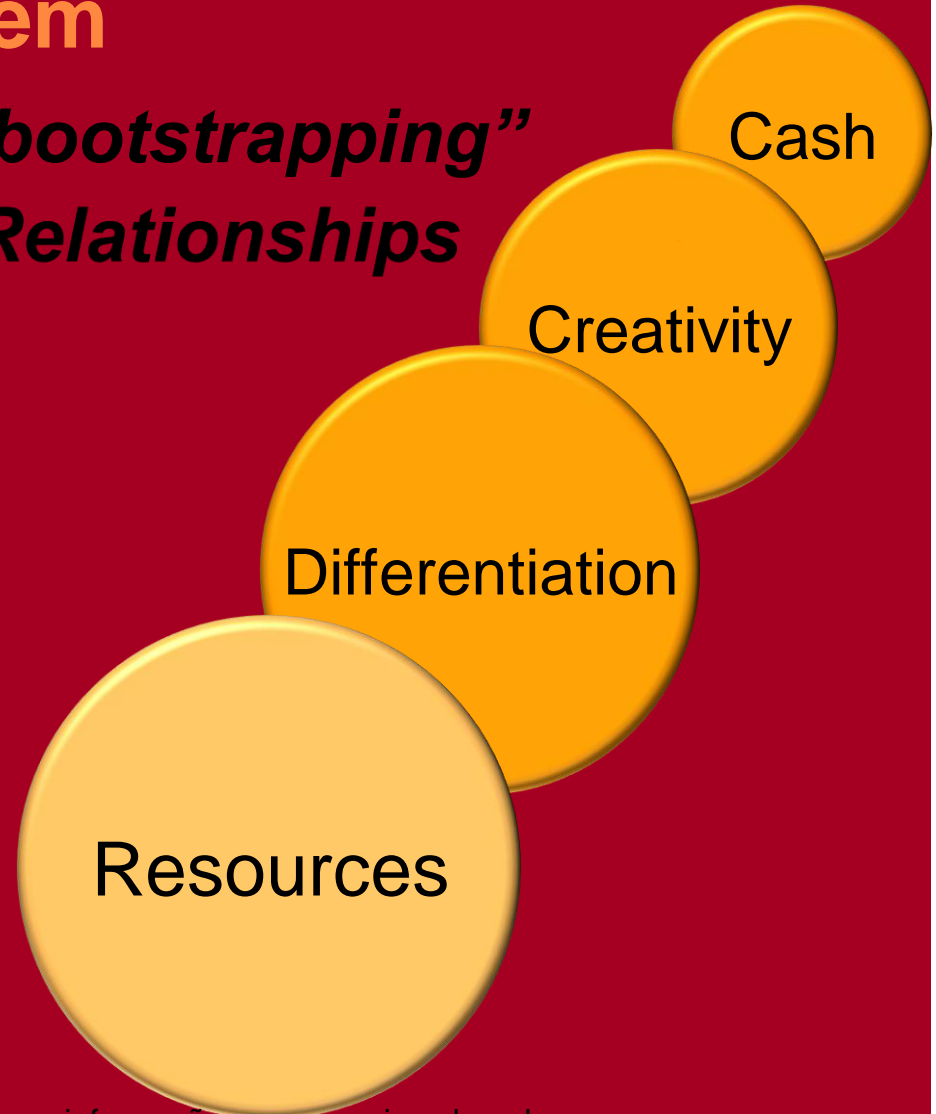 em
bootstrapping”
Relationships
Cash
Creativity
Differentiation
Resources